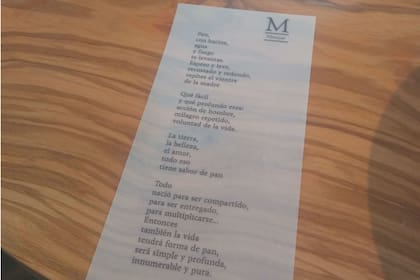 M
Mirazur
Pan,
con harina,
agua
y fuego
te levantas.
Espeso y leve,
recostado y redondo,
repites el vientre
de la madre
Qué fácil
y qué profundo eres:
acción de hombre,
milagro repetido,
voluntad de la vida.
La tierra,
la belleza,
el amor,
todo eso
tiene sabor de pan
Todo
nació para ser compartido,
para ser entregado,
para multiplicarse...
Entonces
también la vida
tendrá forma de pan,
será simple y profunda,
innumerable y pura.